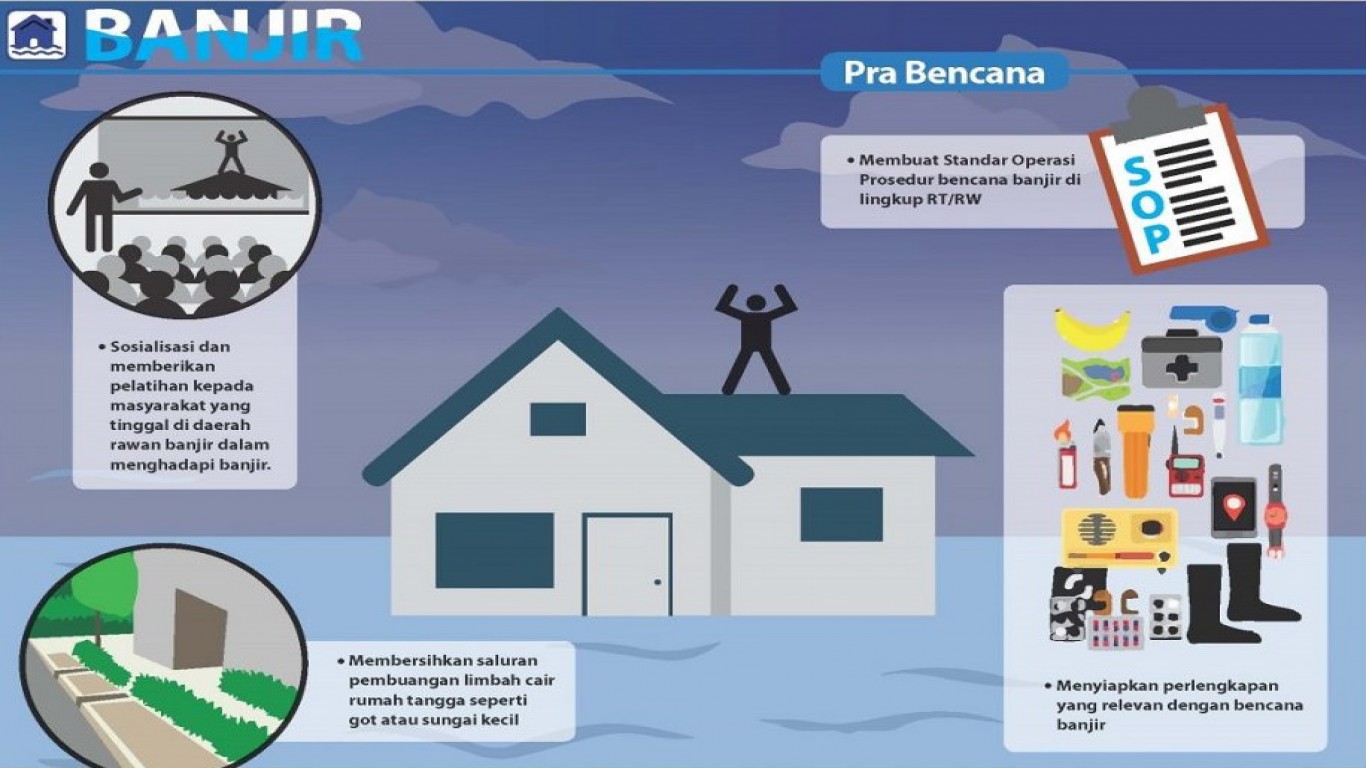 BANJIR
Pra Bencana
• Membuat Standar Operasi
Prosedur bencana banjir di
lingkup RT/RW
SOP
• Sosialisasi dan
memberikan
pelatihan kepada
masyarakat yang
tinggal di daerah
rawan banjir dalam
menghadapi banjir.
• Membersihkan saluran
pembuangan limbah cair
rumah tangga seperti
got atau sungai kecil
• Menyiapkan perlengkapan
yang relevan dengan bencana
banjir